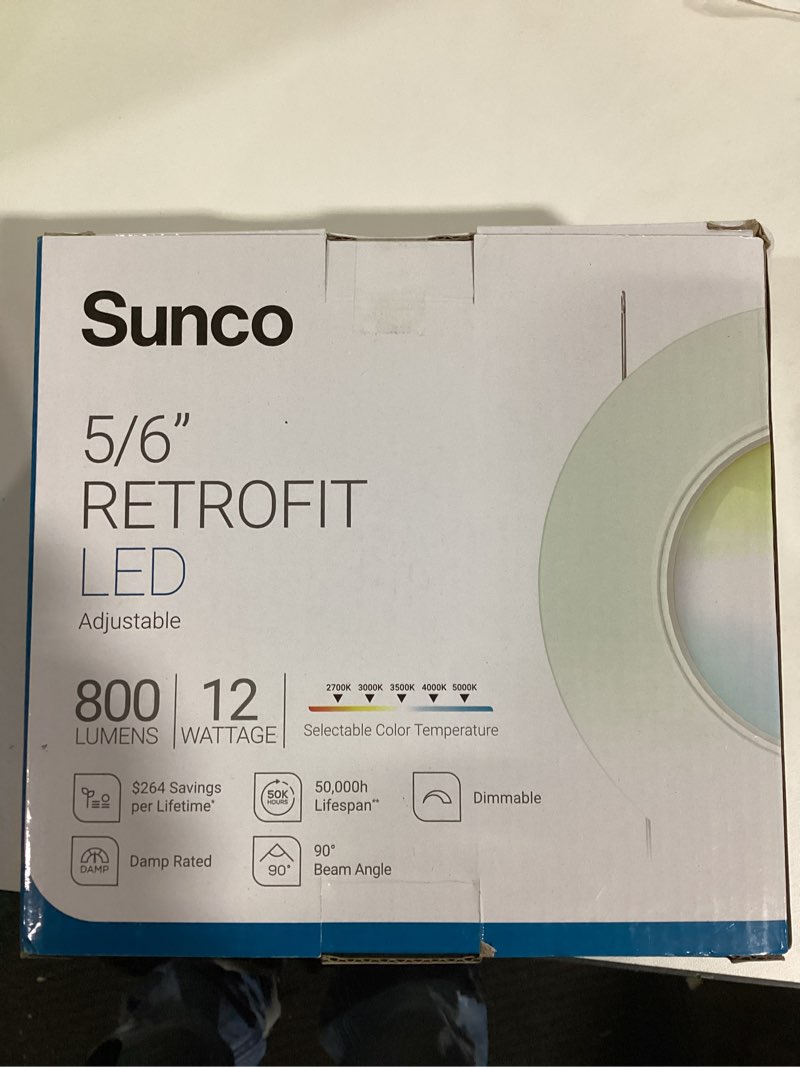 Sunco
5/6”
RETROFIT
LED
Adjustable
800
LUMENS
12
WATTAGE
2700K 3000K 3500K 4000K 5000K
Selectable Color Temperature
$264 Savings
per Lifetime*
50K
HOURS
50,000h
Lifespan**
Dimmable
DAMP
Damp Rated
90°
90°
Beam Angle